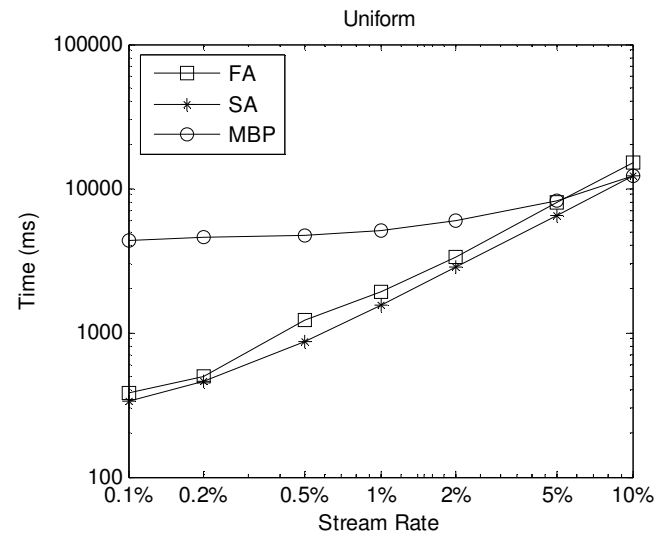 Uniform
100000
10000
1000
100
Time (ms)
FA
SA
MBP
0.1% 0.2% 0.5% 1% 2% 5% 10%
Stream Rate